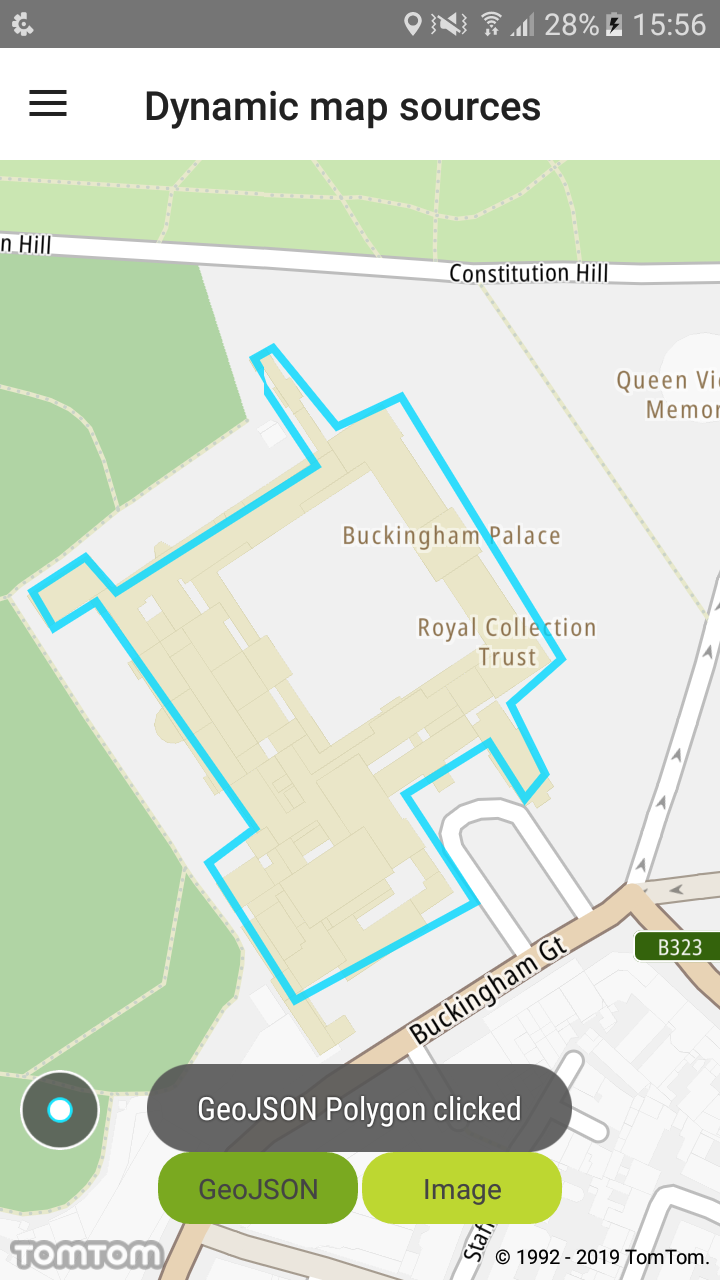 28% 15:56
Dynamic map sources
n Hill
Constitution Hill
Queen Vi
Memor
Buckingham Palace
Royal Collection
Trust
B323
Buckingham Gt
GeoJSON Polygon clicked
GeoJSON
Image
Staf
TOMTOM
© 1992 - 2019 TomTom.